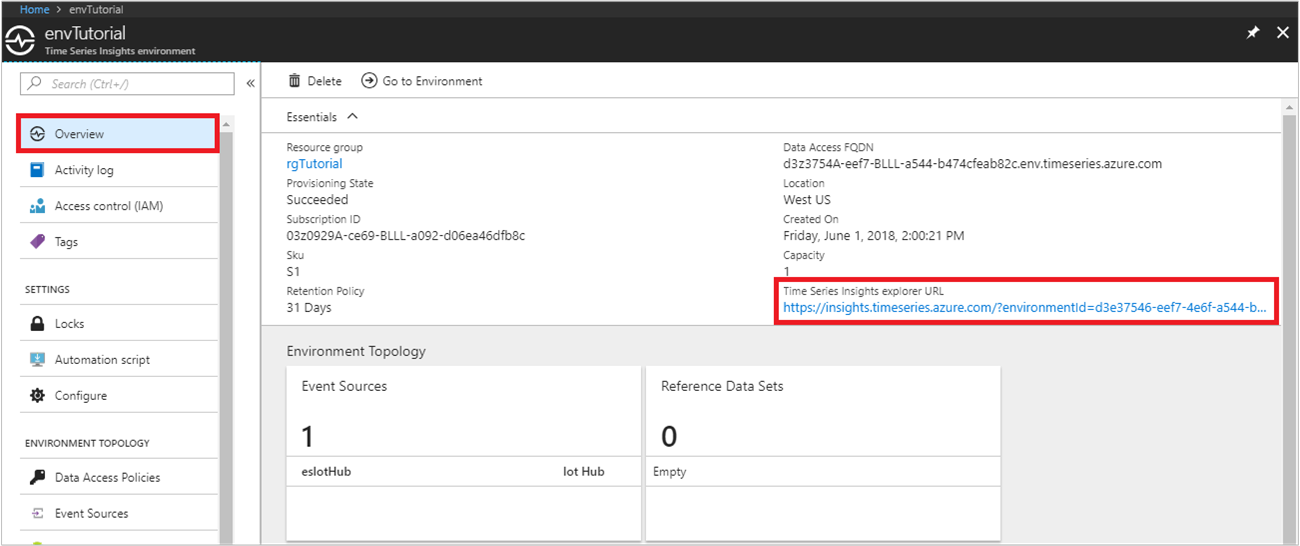 Home > envTutorial
envTutorial
Time Series Insights environment
Search (Ctrl+/)
«
Overview
Activity log
Access control (IAM)
Tags
SETTINGS
Locks
Automation script
Configure
ENVIRONMENT TOPOLOGY
Data Access Policies
Event Sources
Delete
Go to Environment
Essentials
Resource group
rgTutorial
Provisioning State
Succeeded
Subscription ID
03z0929A-ce69-BLLL-a092-d06ea46dfb8c
Sku
S1
Retention Policy
31 Days
Data Access FQDN
d3z3754A-eef7-BLLL-a544-b474cfeab82c.env.timeseries.azure.com
Location
West US
Created On
Friday, June 1, 2018, 2:00:21 PM
Capacity
1
Time Series Insights explorer URL
https://insights.timeseries.azure.com/?environmentId=d3e37546-eef7-4e6f-a544-b...
Environment Topology
Event Sources
1
esIotHub Iot Hub
Reference Data Sets
0
Empty